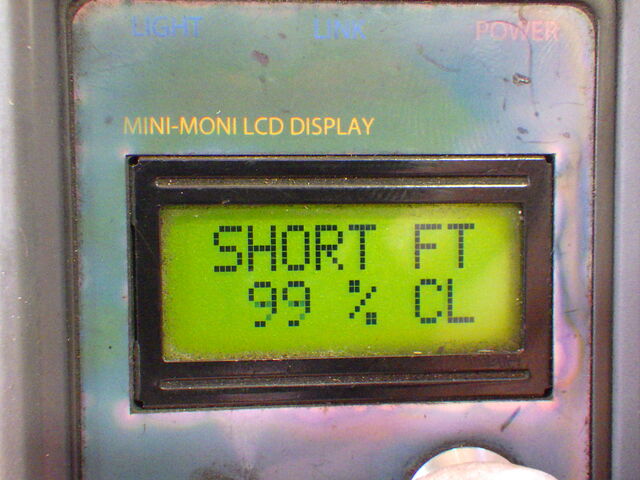 LIGHT LINK POWER
MINI-MONI LCD DISPLAY
SHORT FT
99 % CL